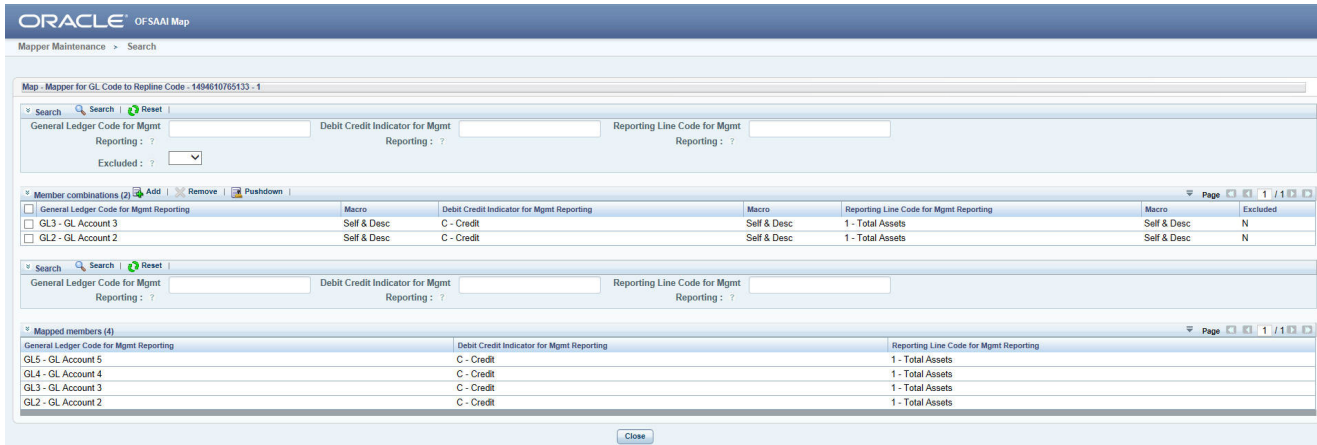 ORACLE® OFSAAI Map
Mapper Maintenance > Search
Map - Mapper for GL Code to Repline Code - 1494610765133 - 1
Search Search | Reset |
General Ledger Code for Mgmt Reporting : ? Debit Credit Indicator for Mgmt Reporting : ? Reporting Line Code for Mgmt Reporting : ?
Excluded : ?
Member combinations (2) Add | Remove | Pushdown | Page 1 / 1
General Ledger Code for Mgmt Reporting Macro Debit Credit Indicator for Mgmt Reporting Macro Reporting Line Code for Mgmt Reporting Macro Excluded
GL3 - GL Account 3 Self & Desc C - Credit Self & Desc 1 - Total Assets Self & Desc N
GL2 - GL Account 2 Self & Desc C - Credit Self & Desc 1 - Total Assets Self & Desc N
Search Search | Reset |
General Ledger Code for Mgmt Reporting : ? Debit Credit Indicator for Mgmt Reporting : ? Reporting Line Code for Mgmt Reporting : ?
Mapped members (4) Page 1 / 1
General Ledger Code for Mgmt Reporting Debit Credit Indicator for Mgmt Reporting Reporting Line Code for Mgmt Reporting
GL5 - GL Account 5 C - Credit 1 - Total Assets
GL4 - GL Account 4 C - Credit 1 - Total Assets
GL3 - GL Account 3 C - Credit 1 - Total Assets
GL2 - GL Account 2 C - Credit 1 - Total Assets
Close